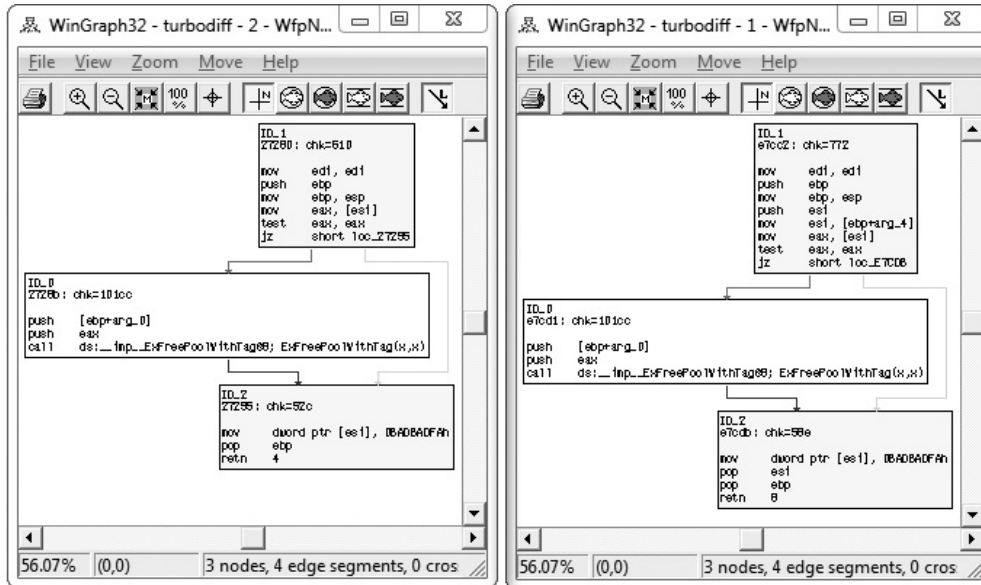 WinGraph32 - turbodiff - 2 - WfpN...
File View Zoom Move Help
100 %
N
ID_1
27280: chk=610
mov edi, edi
push ebp
mov ebp, esp
mov eax, [esi]
test eax, eax
jz short loc_27295
ID_0
2728b: chk=101cc
push [ebp+arg_0]
push eax
call ds:__imp__ExFreePoolWithTag@8; ExFreePoolWithTag(x,x)
ID_2
27295: chk=52c
mov dword ptr [esi], 0BADBADFAh
pop ebp
retn 4
56.07% (0,0) 3 nodes, 4 edge segments, 0 cros
WinGraph32 - turbodiff - 1 - WfpN...
File View Zoom Move Help
100 %
N
ID_1
e7cc2: chk=772
mov edi, edi
push ebp
mov ebp, esp
push esi
mov esi, [ebp+arg_4]
mov eax, [esi]
test eax, eax
jz short loc_E7CDB
ID_0
e7cd1: chk=101cc
push [ebp+arg_0]
push eax
call ds:__imp__ExFreePoolWithTag@8; ExFreePoolWithTag(x,x)
ID_2
e7cdb: chk=58e
mov dword ptr [esi], 0BADBADFAh
pop esi
pop ebp
retn 8
56.07% (0,0) 3 nodes, 4 edge segments, 0 cros